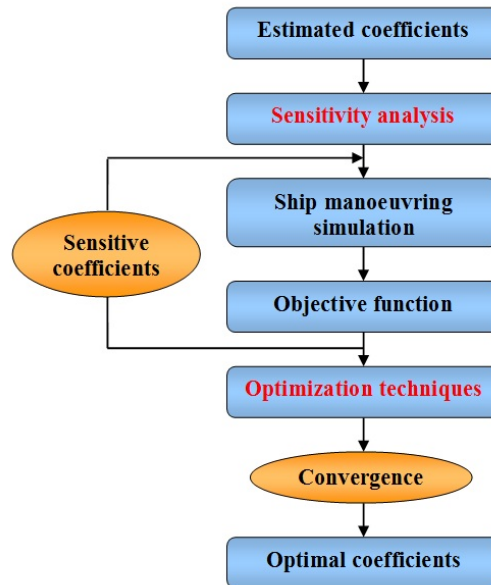 Estimated coefficients
Sensitivity analysis
Ship manoeuvring
simulation
Sensitive
coefficients
Objective function
Optimization techniques
Convergence
Optimal coefficients